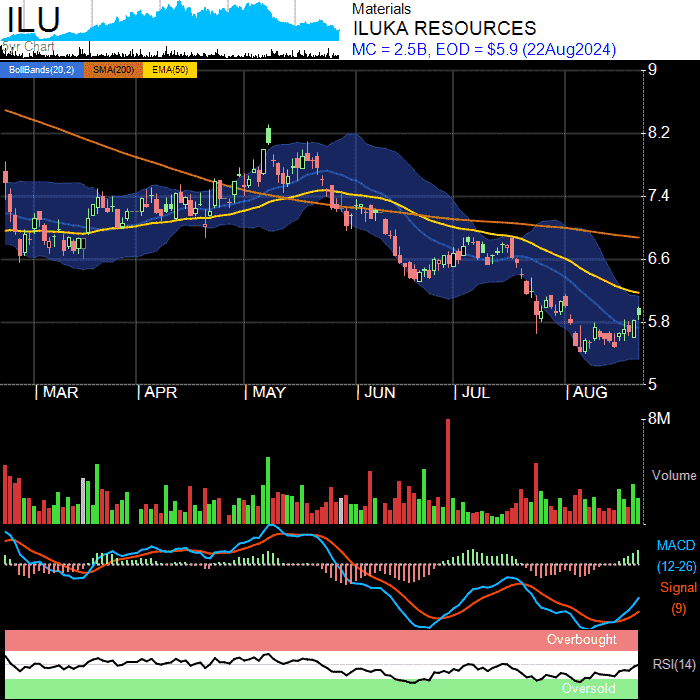 ILU
Materials
ILUKA RESOURCES
MC = 2.5B, EOD = $5.9 (22Aug2024)
Chart
BollBands(20,2) SMA(200) EMA(50)
9
8.2
7.4
6.6
5.8
5
MAR APR MAY JUN JUL AUG
8M
Volume
MACD
(12-26)
Signal
(9)
Overbought
RSI(14)
Oversold